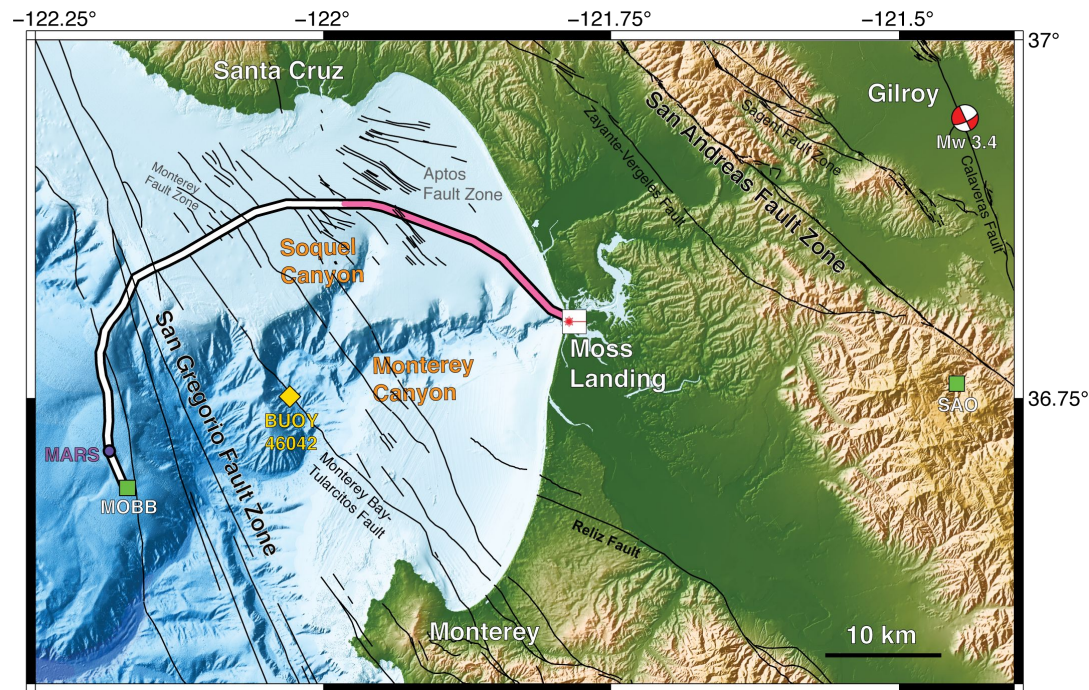 −122.25°
−122°
−121.75°
−121.5°
37°
Santa Cruz
Gilroy
Mw 3.4
San Andreas Fault Zone
Sagent Fault Zone
Zayante-Vergeles Fault
Calaveras Fault
Monterey
Fault Zone
Aptos
Fault Zone
Soquel
Canyon
San Gregorio Fault Zone
Moss
Landing
Monterey
Canyon
BUOY
46042
SAO
36.75°
MARS
MOBB
Monterey Bay-
Tularcitos Fault
Reliz Fault
Monterey
10 km